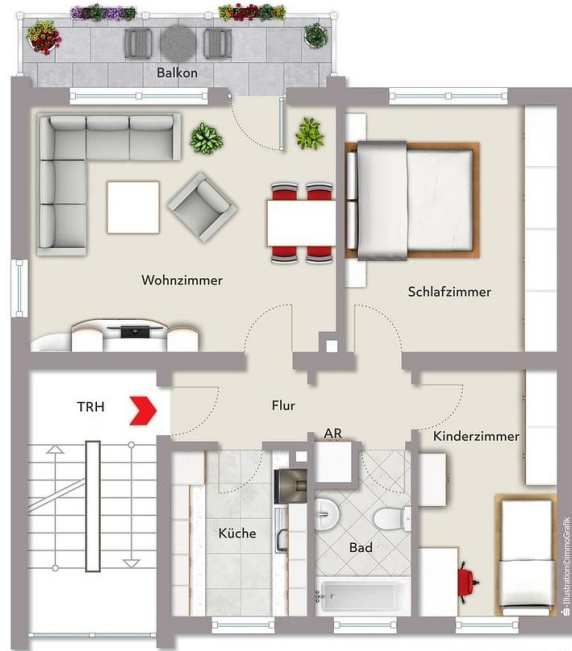 Balkon
Wohnzimmer
Schlafzimmer
TRH
Flur
AR
Kinderzimmer
Küche
Bad
-Illustration©immoGrafik